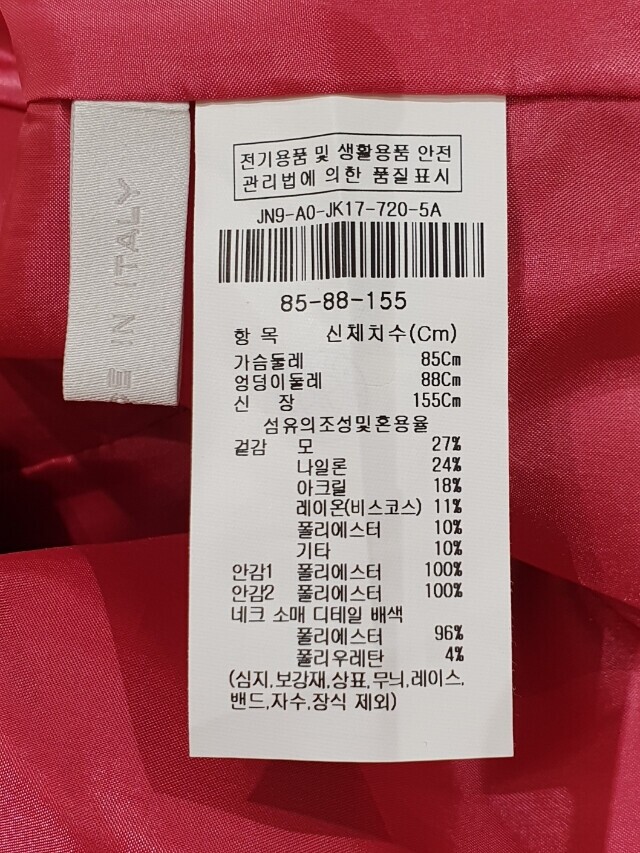 전기용품 및 생활용품 안전
관리법에 의한 품질표시
JN9-A0-JK17-720-5A
85-88-155
항 목 신체치수(Cm)
가슴둘레 85Cm
엉덩이둘레 88Cm
신 장 155Cm
섬유의조성및혼용율
겉감 모 27%
나일론 24%
아크릴 18%
레이온(비스코스) 11%
폴리에스터 10%
기타 10%
안감1 폴리에스터 100%
안감2 폴리에스터 100%
네크 소매 디테일 배색
폴리에스터 96%
폴리우레탄 4%
(심지,보강재,상표,무늬,레이스,
밴드,자수,장식 제외)
DE IN ITALY